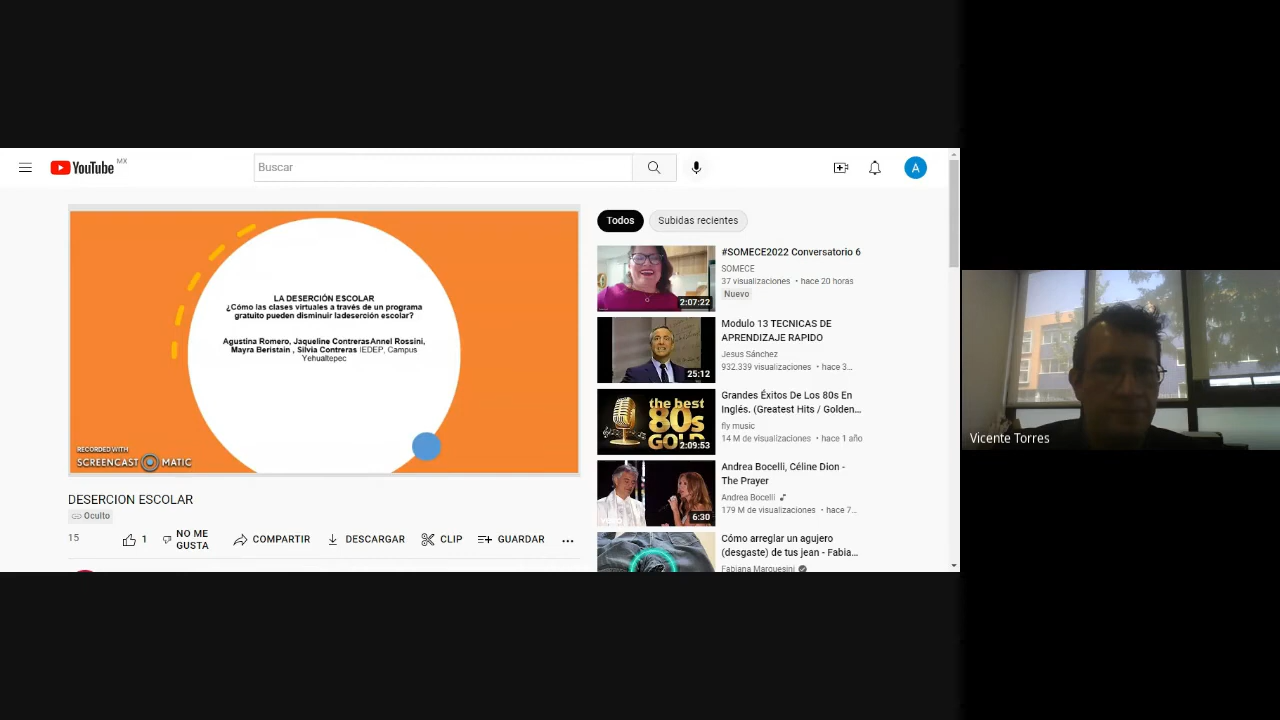 YouTube MX
Buscar
A
LA DESERCIÓN ESCOLAR
¿Cómo las clases virtuales a través de un programa
gratuito pueden disminuir ladeserción escolar?
Agustina Romero, Jaqueline ContrerasAnnel Rossini,
Mayra Beristain , Silvia Contreras IEDEP, Campus
Yehualtepec
RECORDED WITH
SCREENCAST MATIC
DESERCION ESCOLAR
Oculto
15
1
NO ME
GUSTA
COMPARTIR
DESCARGAR
CLIP
GUARDAR
Todos
Subidas recientes
2:07:22
#SOMECE2022 Conversatorio 6
SOMECE
37 visualizaciones • hace 20 horas
Nuevo
25:12
Modulo 13 TECNICAS DE
APRENDIZAJE RAPIDO
Jesus Sánchez
932.339 visualizaciones • hace 3...
the best
80s
GOLD
2:09:53
Grandes Éxitos De Los 80s En
Inglés. (Greatest Hits / Golden...
fly music
14 M de visualizaciones • hace 1 año
6:30
Andrea Bocelli, Céline Dion -
The Prayer
Andrea Bocelli
179 M de visualizaciones • hace 7...
Cómo arreglar un agujero
(desgaste) de tus jean - Fabia...
Fabiana Marquesini
Vicente Torres